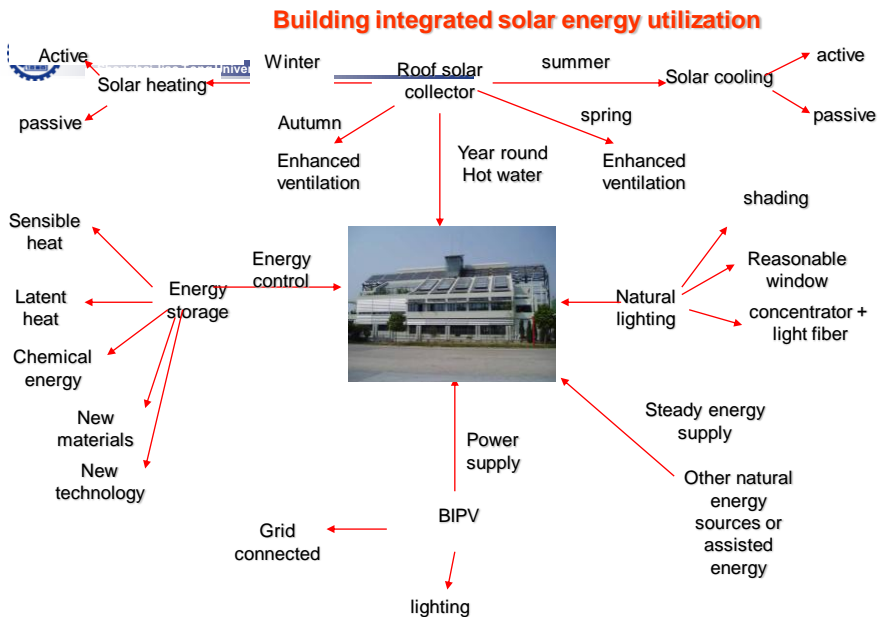 Building integrated solar energy utilization
Active
Winter
Roof solar
collector
summer
active
Solar heating
Solar cooling
passive
passive
Autumn
spring
Enhanced
ventilation
Year round
Hot water
Enhanced
ventilation
shading
Sensible
heat
Energy
control
Reasonable
window
Latent
heat
Energy
storage
Natural
lighting
concentrator +
light fiber
Chemical
energy
New
materials
Steady energy
supply
Power
supply
New
technology
Other natural
energy
sources or
assisted
energy
BIPV
Grid
connected
lighting